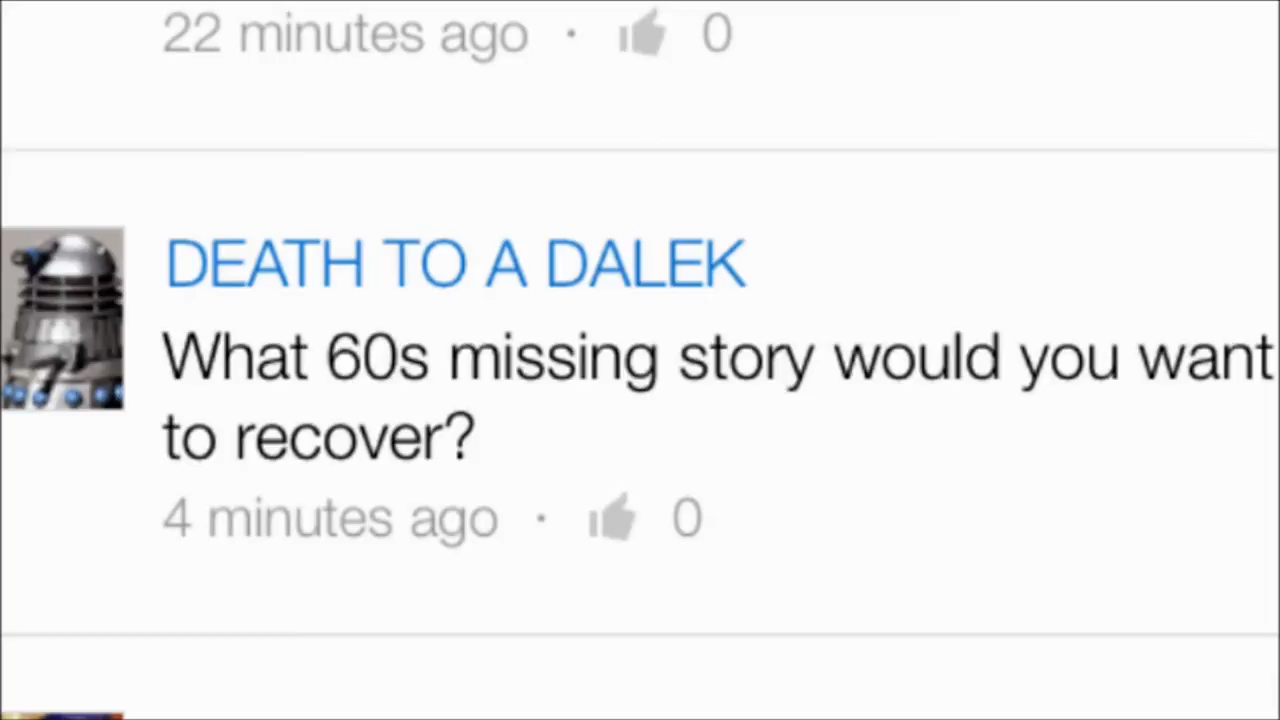 22 minutes ago · 0
DEATH TO A DALEK
What 60s missing story would you want
to recover?
4 minutes ago · 0